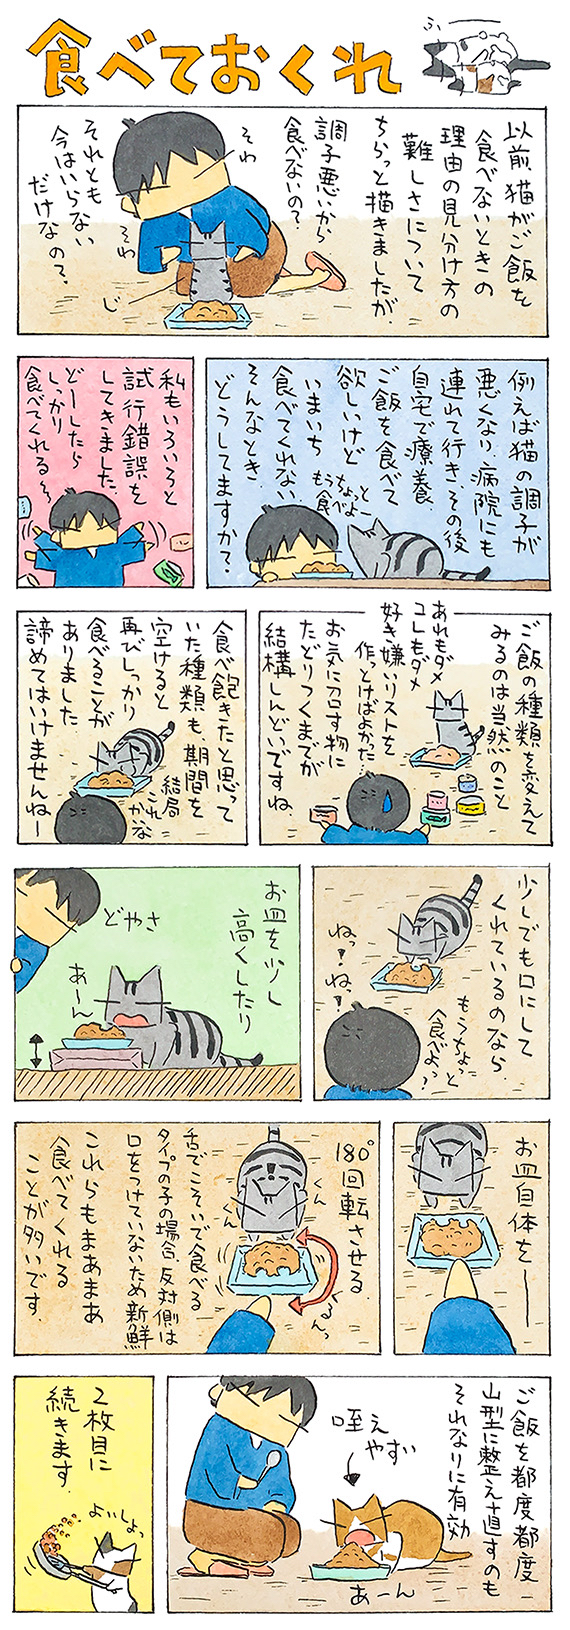 食べておくれ
ふー
以前、猫がご飯を
食べないときの
理由の見分け方の
難しさについて
ちらっと描きましたが、
調子悪いから
食べないの？
それとも
今はいらない
だけなの？
そわ
そわ
じー
例えば猫の調子が
悪くなり、病院にも
連れて行き、その後
自宅で療養。
ご飯を食べて
欲しいけど
いまいち
食べてくれない。
そんなとき、
どうしてますか？
もうちょっと
食べよー
私もいろいろと
試行錯誤を
してきました。
どーしたら
しっかり
食べてくれる〜
ご飯の種類を変えて
みるのは当然のこと
あれもダメ
コレもダメ
好き嫌いリストを
作っとけばよかった
お気に召す物に
たどりつくまでが
結構しんどいですね。
食べ飽きたと思って
いた種類も、期間を
空けると
再びしっかり
食べることが
ありました
諦めてはいけませんねー
結局
これ
かな
少しでも口にして
くれているのなら、
もうちょっと
食べよっ？
ねっ！
ね！
お皿を少し
高くしたり
どやさ
あーん
お皿自体を――
180°
回転させる。
くん
くん
くるんっ
舌でこそいで食べる
タイプの子の場合、反対側は
口をつけていないため新鮮
これらもまあまあ
食べてくれる
ことが多いです。
ご飯を都度都度
山型に整え直すのも
それなりに有効
咥え
やすい
あーん
2枚目に
続きます。
よいしょっ